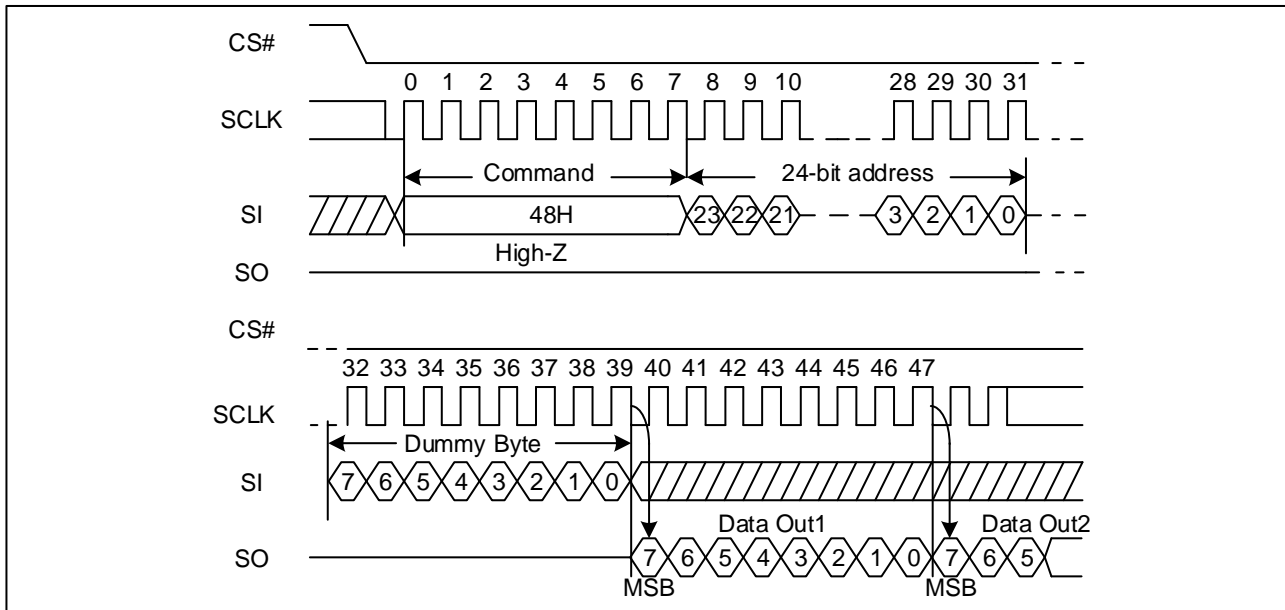 CS#
0 1 2 3 4 5 6 7 8 9 10 28 29 30 31
SCLK
Command 24-bit address
SI 48H 23 22 21 3 2 1 0
High-Z
SO
CS#
32 33 34 35 36 37 38 39 40 41 42 43 44 45 46 47
SCLK
Dummy Byte
SI 7 6 5 4 3 2 1 0
Data Out1 Data Out2
SO 7 6 5 4 3 2 1 0 7 6 5
MSB MSB